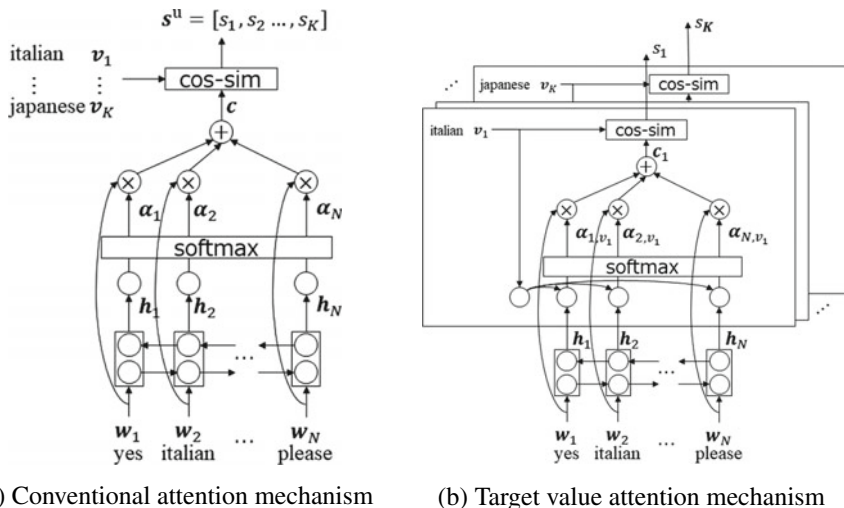 s^u = [s_1, s_2 ..., s_K]
italian v_1
⋮ ⋮
japanese v_K
cos-sim
c
+
× × ×
α_1 α_2 α_N
softmax
h_1 h_2 h_N
...
...
w_1 w_2 ... w_N
yes italian please
) Conventional attention mechanism
s_K
s_1
⋰ japanese v_K cos-sim
italian v_1 cos-sim
c_1
+
× × ×
α_{1,v_1} α_{2,v_1} α_{N,v_1}
softmax
⋰
h_1 h_2 h_N
...
...
w_1 w_2 ... w_N
yes italian please
(b) Target value attention mechanism